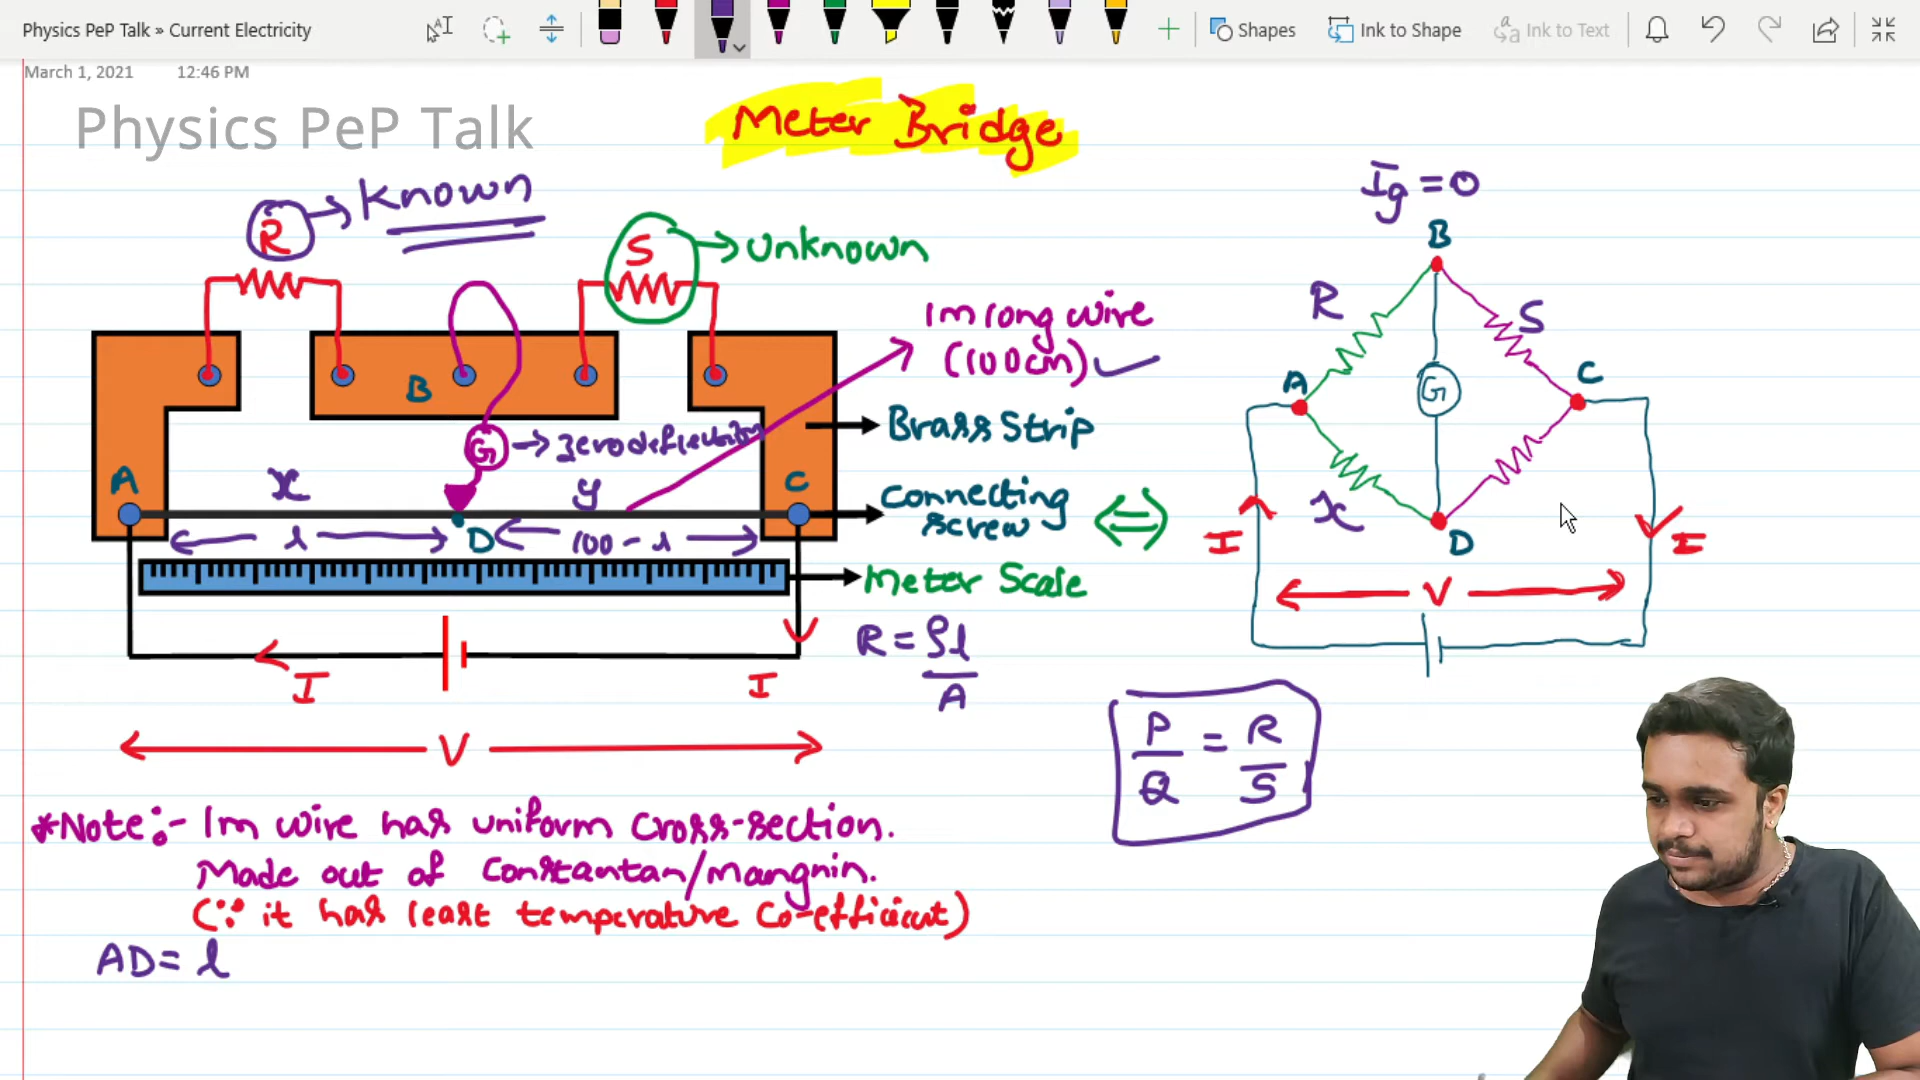 Physics PeP Talk » Current Electricity
Shapes
Ink to Shape
Ink to Text
March 1, 2021 12:46 PM
Physics PeP Talk
Meter Bridge
R → Known
S → Unknown
1m long wire
(100cm)
B
G → zero deflection
Brass Strip
A
x
y
C
Connecting
screw
l
D
100 - l
Meter Scale
I
I
V
R = ρl
A
Ig = 0
B
R
S
A
G
C
x
D
I
I
V
P = R
Q S
*Note:- 1m wire has uniform cross-section.
Made out of Constantan/mangnin.
(∵ it has least temperature Co-efficient)
AD = l